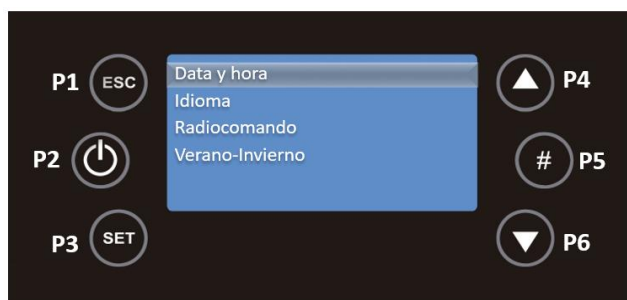 P1 ESC
Data y hora
Idioma
Radiocomando
Verano-Invierno
P4
P2
# P5
P3 SET
P6